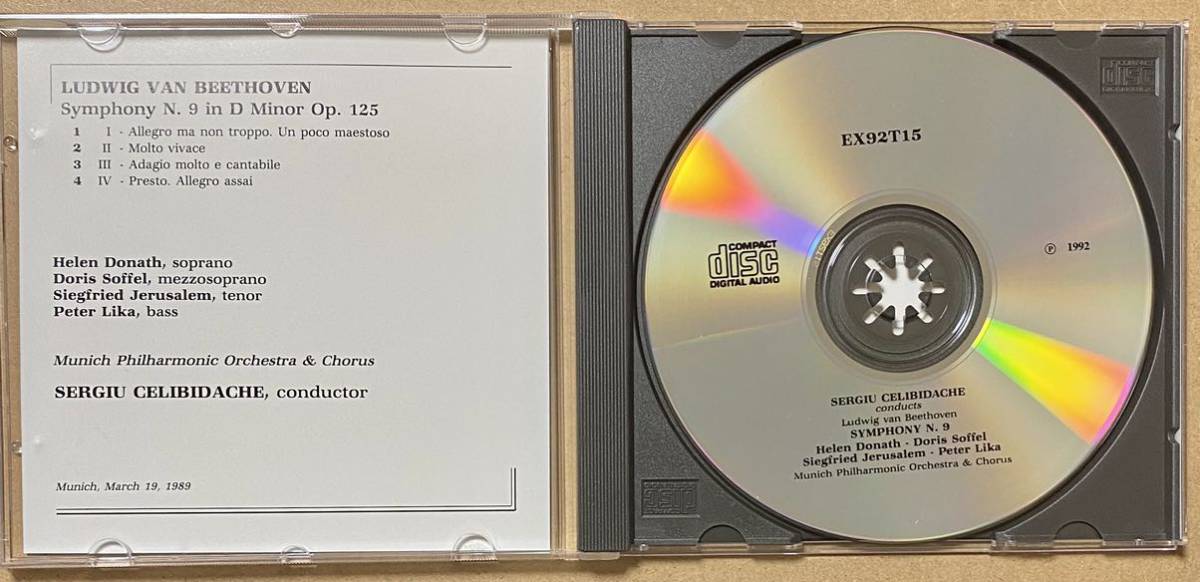 LUDWIG VAN BEETHOVEN
Symphony N. 9 in D Minor Op. 125
1 I - Allegro ma non troppo. Un poco maestoso
2 II - Molto vivace
3 III - Adagio molto e cantabile
4 IV - Presto. Allegro assai
Helen Donath, soprano
Doris Soffel, mezzosoprano
Siegfried Jerusalem, tenor
Peter Lika, bass
Munich Philharmonic Orchestra & Chorus
SERGIU CELIBIDACHE, conductor
Munich, March 19, 1989
EX92T15
COMPACT
disc
DIGITAL AUDIO
℗ 1992
SERGIU CELIBIDACHE
conducts
Ludwig van Beethoven
SYMPHONY N. 9
Helen Donath - Doris Soffel
Siegfried Jerusalem - Peter Lika
Munich Philharmonic Orchestra & Chorus
COMPACT
disc
disc